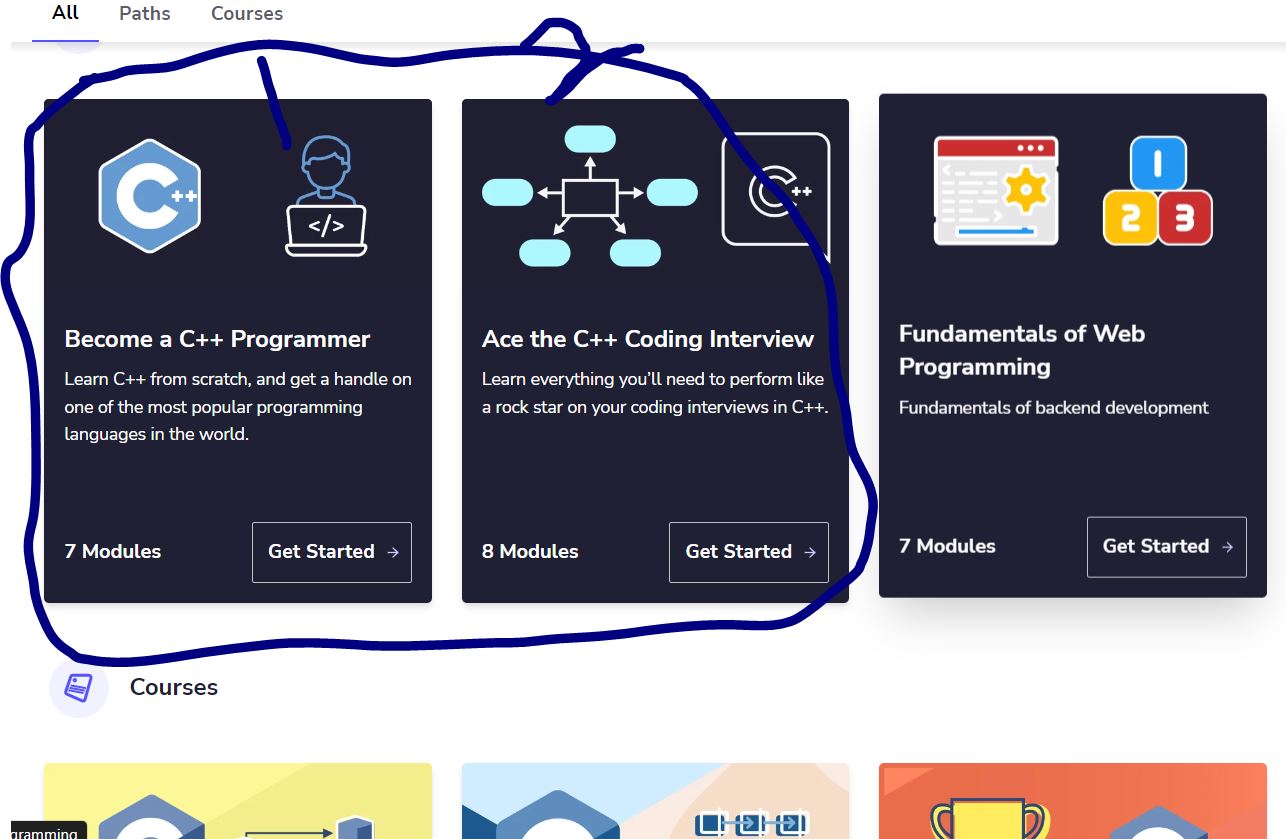 All Paths Courses
C++
</>
C++
1
2 3
Become a C++ Programmer
Learn C++ from scratch, and get a handle on
one of the most popular programming
languages in the world.
7 Modules
Get Started →
Ace the C++ Coding Interview
Learn everything you’ll need to perform like
a rock star on your coding interviews in C++.
8 Modules
Get Started →
Fundamentals of Web
Programming
Fundamentals of backend development
7 Modules
Get Started →
Courses
gramming